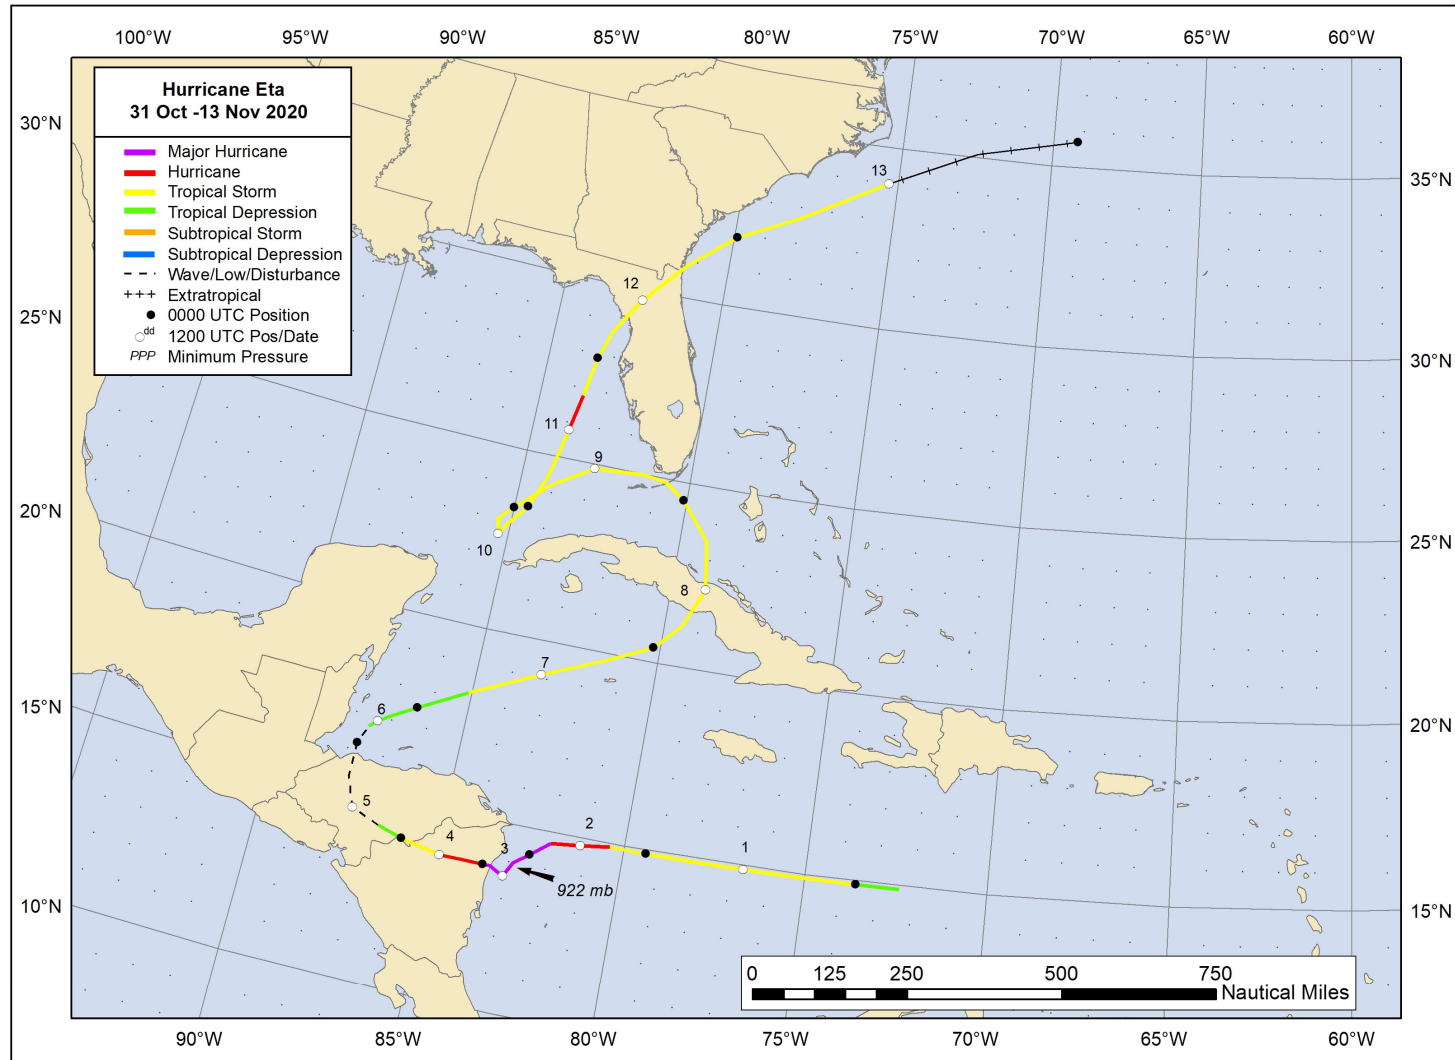 100°W 95°W 90°W 85°W 80°W 75°W 70°W 65°W 60°W
Hurricane Eta
31 Oct -13 Nov 2020
Major Hurricane
Hurricane
Tropical Storm
Tropical Depression
Subtropical Storm
Subtropical Depression
Wave/Low/Disturbance
+++ Extratropical
0000 UTC Position
dd 1200 UTC Pos/Date
PPP Minimum Pressure
30°N
25°N
20°N
15°N
10°N
35°N
30°N
25°N
20°N
15°N
13
12
11
9
10
8
7
6
5
4
3
2
1
922 mb
0 125 250 500 750
Nautical Miles
90°W 85°W 80°W 75°W 70°W 65°W 60°W